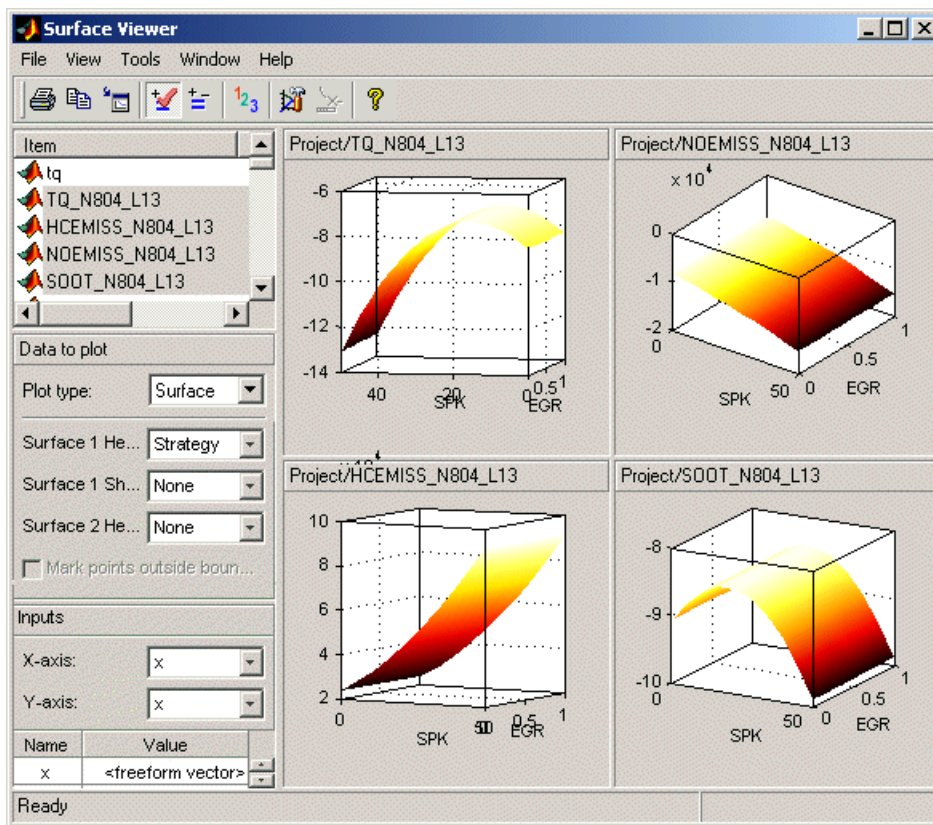 Surface Viewer
File View Tools Window Help
Item
tq
TQ_N804_L13
HCEMISS_N804_L13
NOEMISS_N804_L13
SOOT_N804_L13
Data to plot
Plot type: Surface
Surface 1 He... Strategy
Surface 1 Sh... None
Surface 2 He... None
Mark points outside boun...
Inputs
X-axis: x
Y-axis: x
Name Value
x <freeform vector>
Ready
Project/TQ_N804_L13
-6
-8
-10
-12
-14
40 20 0 0.5 1
SPK EGR
Project/NOEMISS_N804_L13
x 10 4
0
-1
-2
0 50 0 0.5 1
SPK EGR
Project/HCEMISS_N804_L13
10
8
6
4
2
0 50 0 0.5 1
SPK EGR
Project/SOOT_N804_L13
-8
-9
-10
0 50 0 0.5 1
SPK EGR